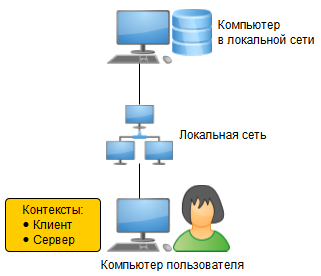 Компьютер
в локальной сети
Локальная сеть
Контексты:
● Клиент
● Сервер
Компьютер пользователя